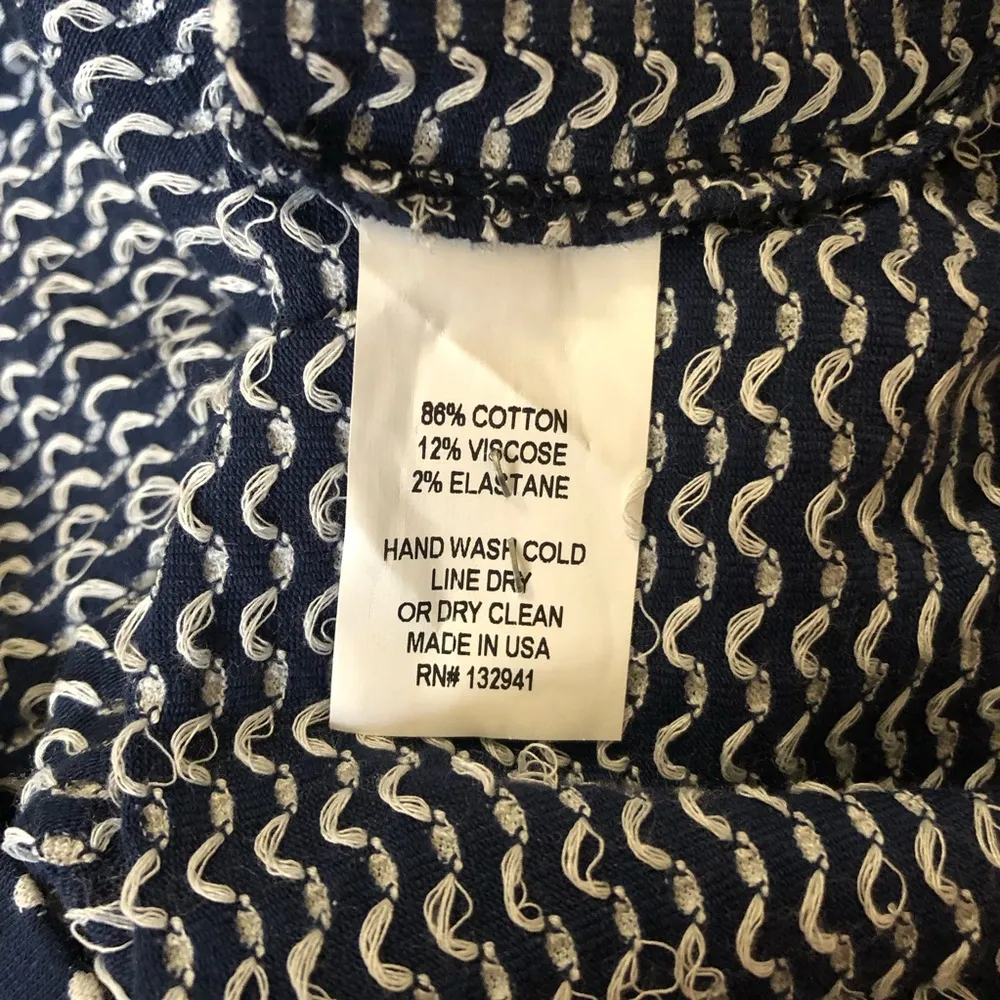 86% COTTON
12% VISCOSE
2% ELASTANE
HAND WASH COLD
LINE DRY
OR DRY CLEAN
MADE IN USA
RN# 132941